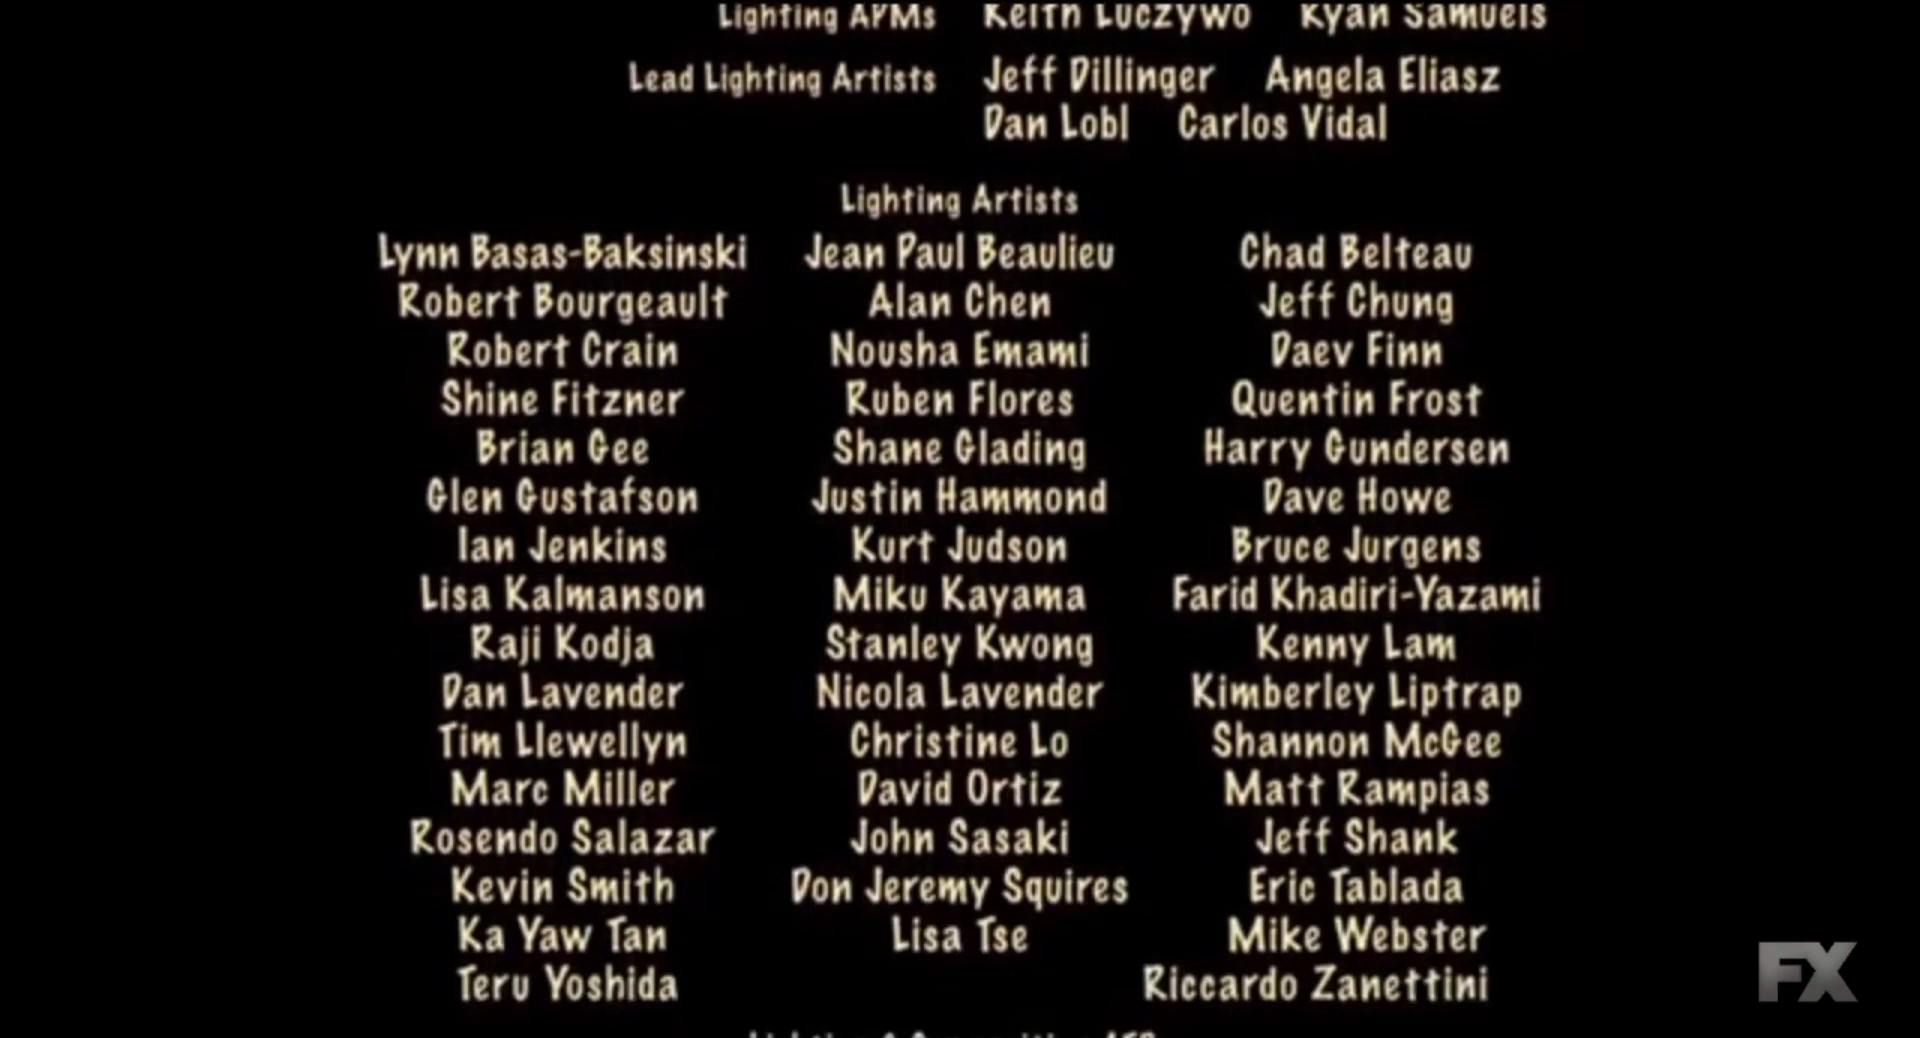 Lighting APMs Keith Luczywo Ryan Samuels
Lead Lighting Artists Jeff Dillinger Angela Eliasz
Dan Lobl Carlos Vidal
Lighting Artists
Lynn Basas-Baksinski Jean Paul Beaulieu Chad Belteau
Robert Bourgeault Alan Chen Jeff Chung
Robert Crain Nousha Emami Daev Finn
Shine Fitzner Ruben Flores Quentin Frost
Brian Gee Shane Glading Harry Gundersen
Glen Gustafson Justin Hammond Dave Howe
Ian Jenkins Kurt Judson Bruce Jurgens
Lisa Kalmanson Miku Kayama Farid Khadiri-Yazami
Raji Kodja Stanley Kwong Kenny Lam
Dan Lavender Nicola Lavender Kimberley Liptrap
Tim Llewellyn Christine Lo Shannon McGee
Marc Miller David Ortiz Matt Rampias
Rosendo Salazar John Sasaki Jeff Shank
Kevin Smith Don Jeremy Squires Eric Tablada
Ka Yaw Tan Lisa Tse Mike Webster
Teru Yoshida Riccardo Zanettini
FX